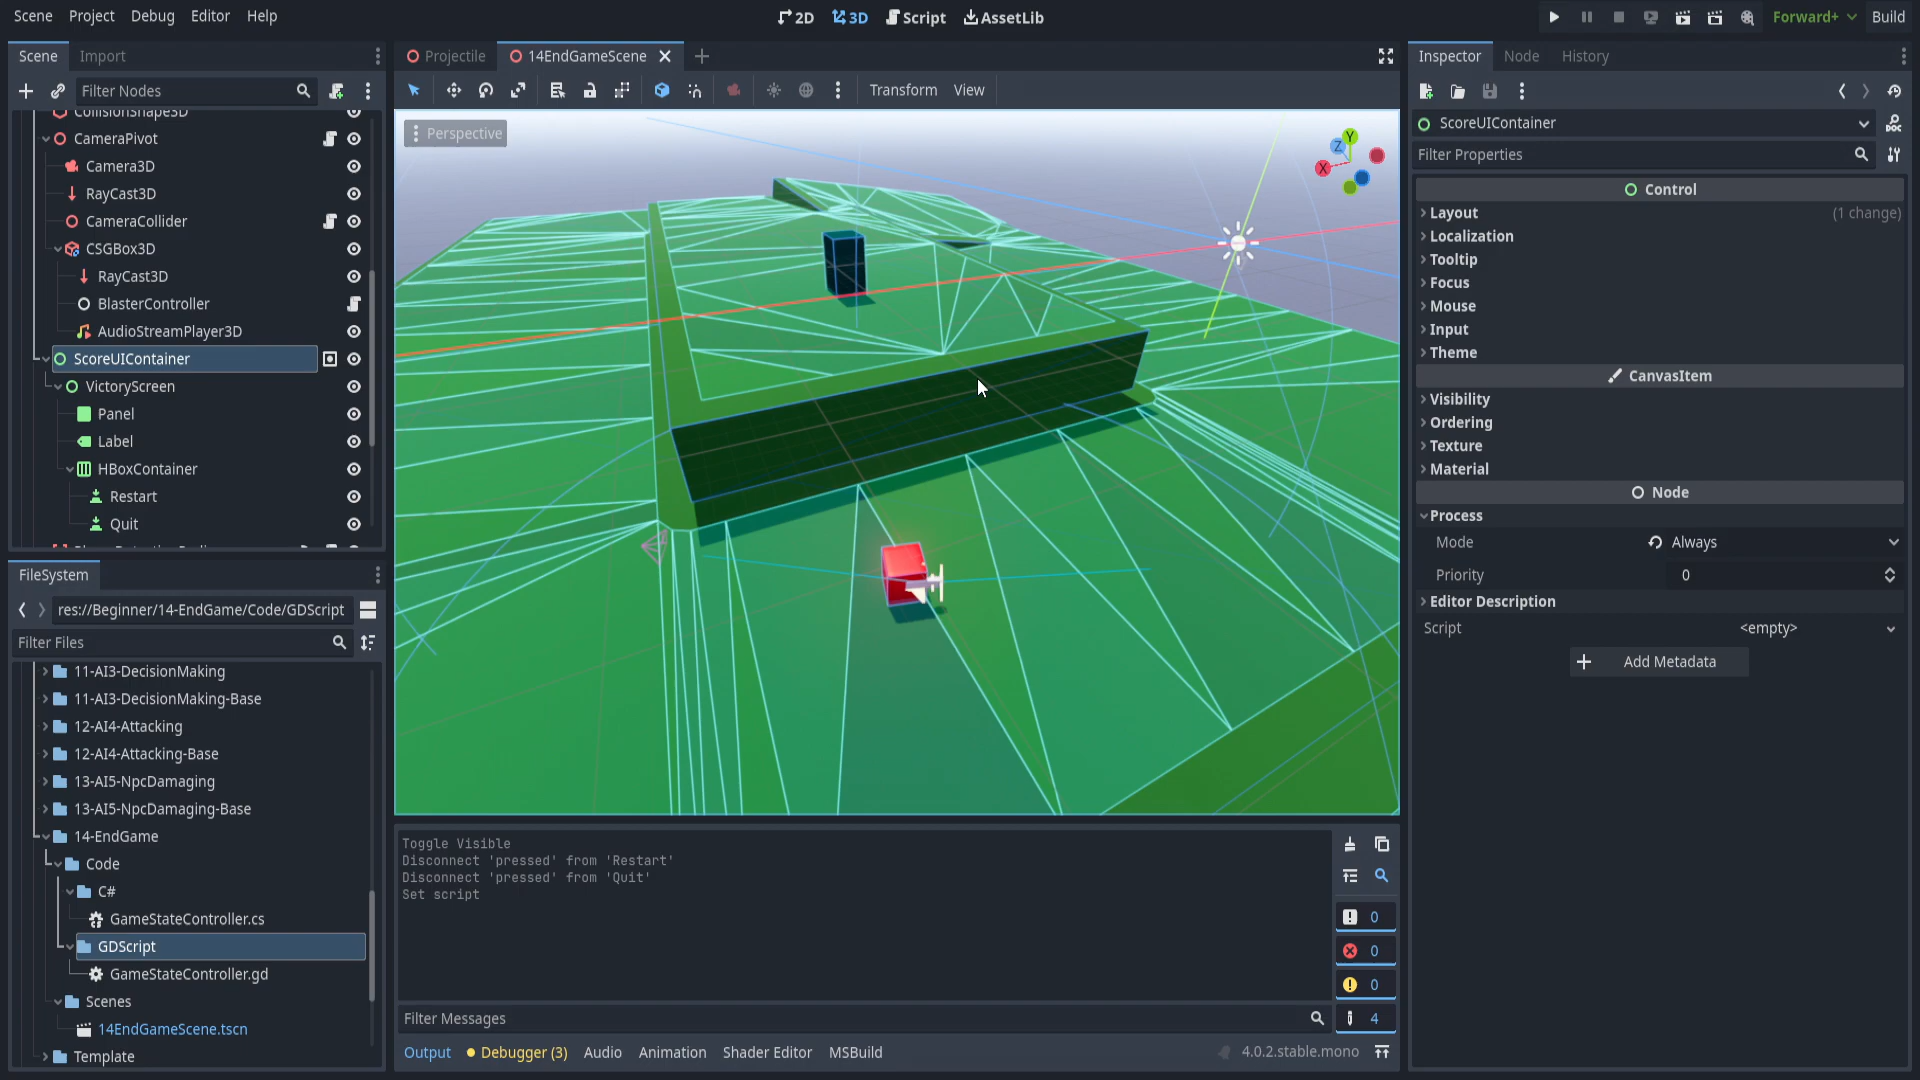 Scene Project Debug Editor Help
2D 3D Script AssetLib
Forward+ Build
Scene Import
Filter Nodes
CollisionShape3D
CameraPivot
Camera3D
RayCast3D
CameraCollider
CSGBox3D
RayCast3D
BlasterController
AudioStreamPlayer3D
ScoreUIContainer
VictoryScreen
Panel
Label
HBoxContainer
Restart
Quit
FileSystem
res://Beginner/14-EndGame/Code/GDScript
Filter Files
11-AI3-DecisionMaking
11-AI3-DecisionMaking-Base
12-AI4-Attacking
12-AI4-Attacking-Base
13-AI5-NpcDamaging
13-AI5-NpcDamaging-Base
14-EndGame
Code
C#
GameStateController.cs
GDScript
GameStateController.gd
Scenes
14EndGameScene.tscn
Template
Projectile 14EndGameScene
Transform View
Perspective
Y
Z
X
Toggle Visible
Disconnect 'pressed' from 'Restart'
Disconnect 'pressed' from 'Quit'
Set script
0
0
0
4
Filter Messages
Output Debugger (3) Audio Animation Shader Editor MSBuild 4.0.2.stable.mono
Inspector Node History
ScoreUIContainer
Filter Properties
Control
Layout (1 change)
Localization
Tooltip
Focus
Mouse
Input
Theme
CanvasItem
Visibility
Ordering
Texture
Material
Node
Process
Mode Always
Priority 0
Editor Description
Script <empty>
Add Metadata